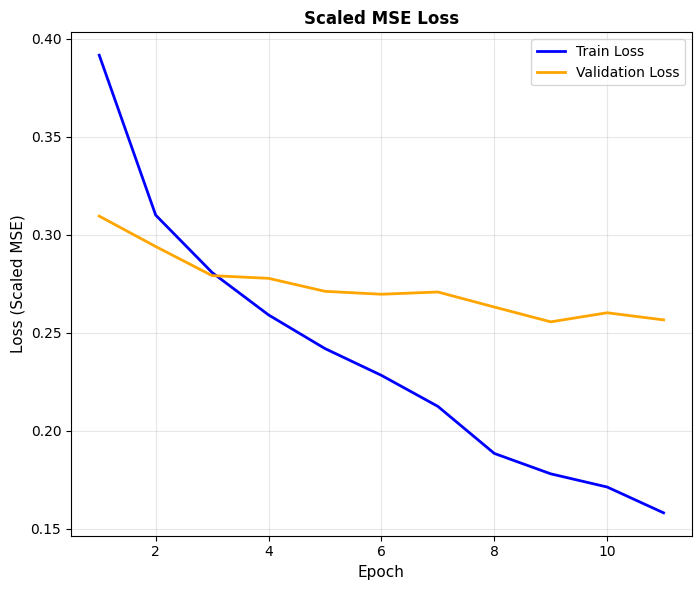 Scaled MSE Loss
Train Loss
Validation Loss
0.40
0.35
0.30
0.25
0.20
0.15
Loss (Scaled MSE)
2 4 6 8 10
Epoch